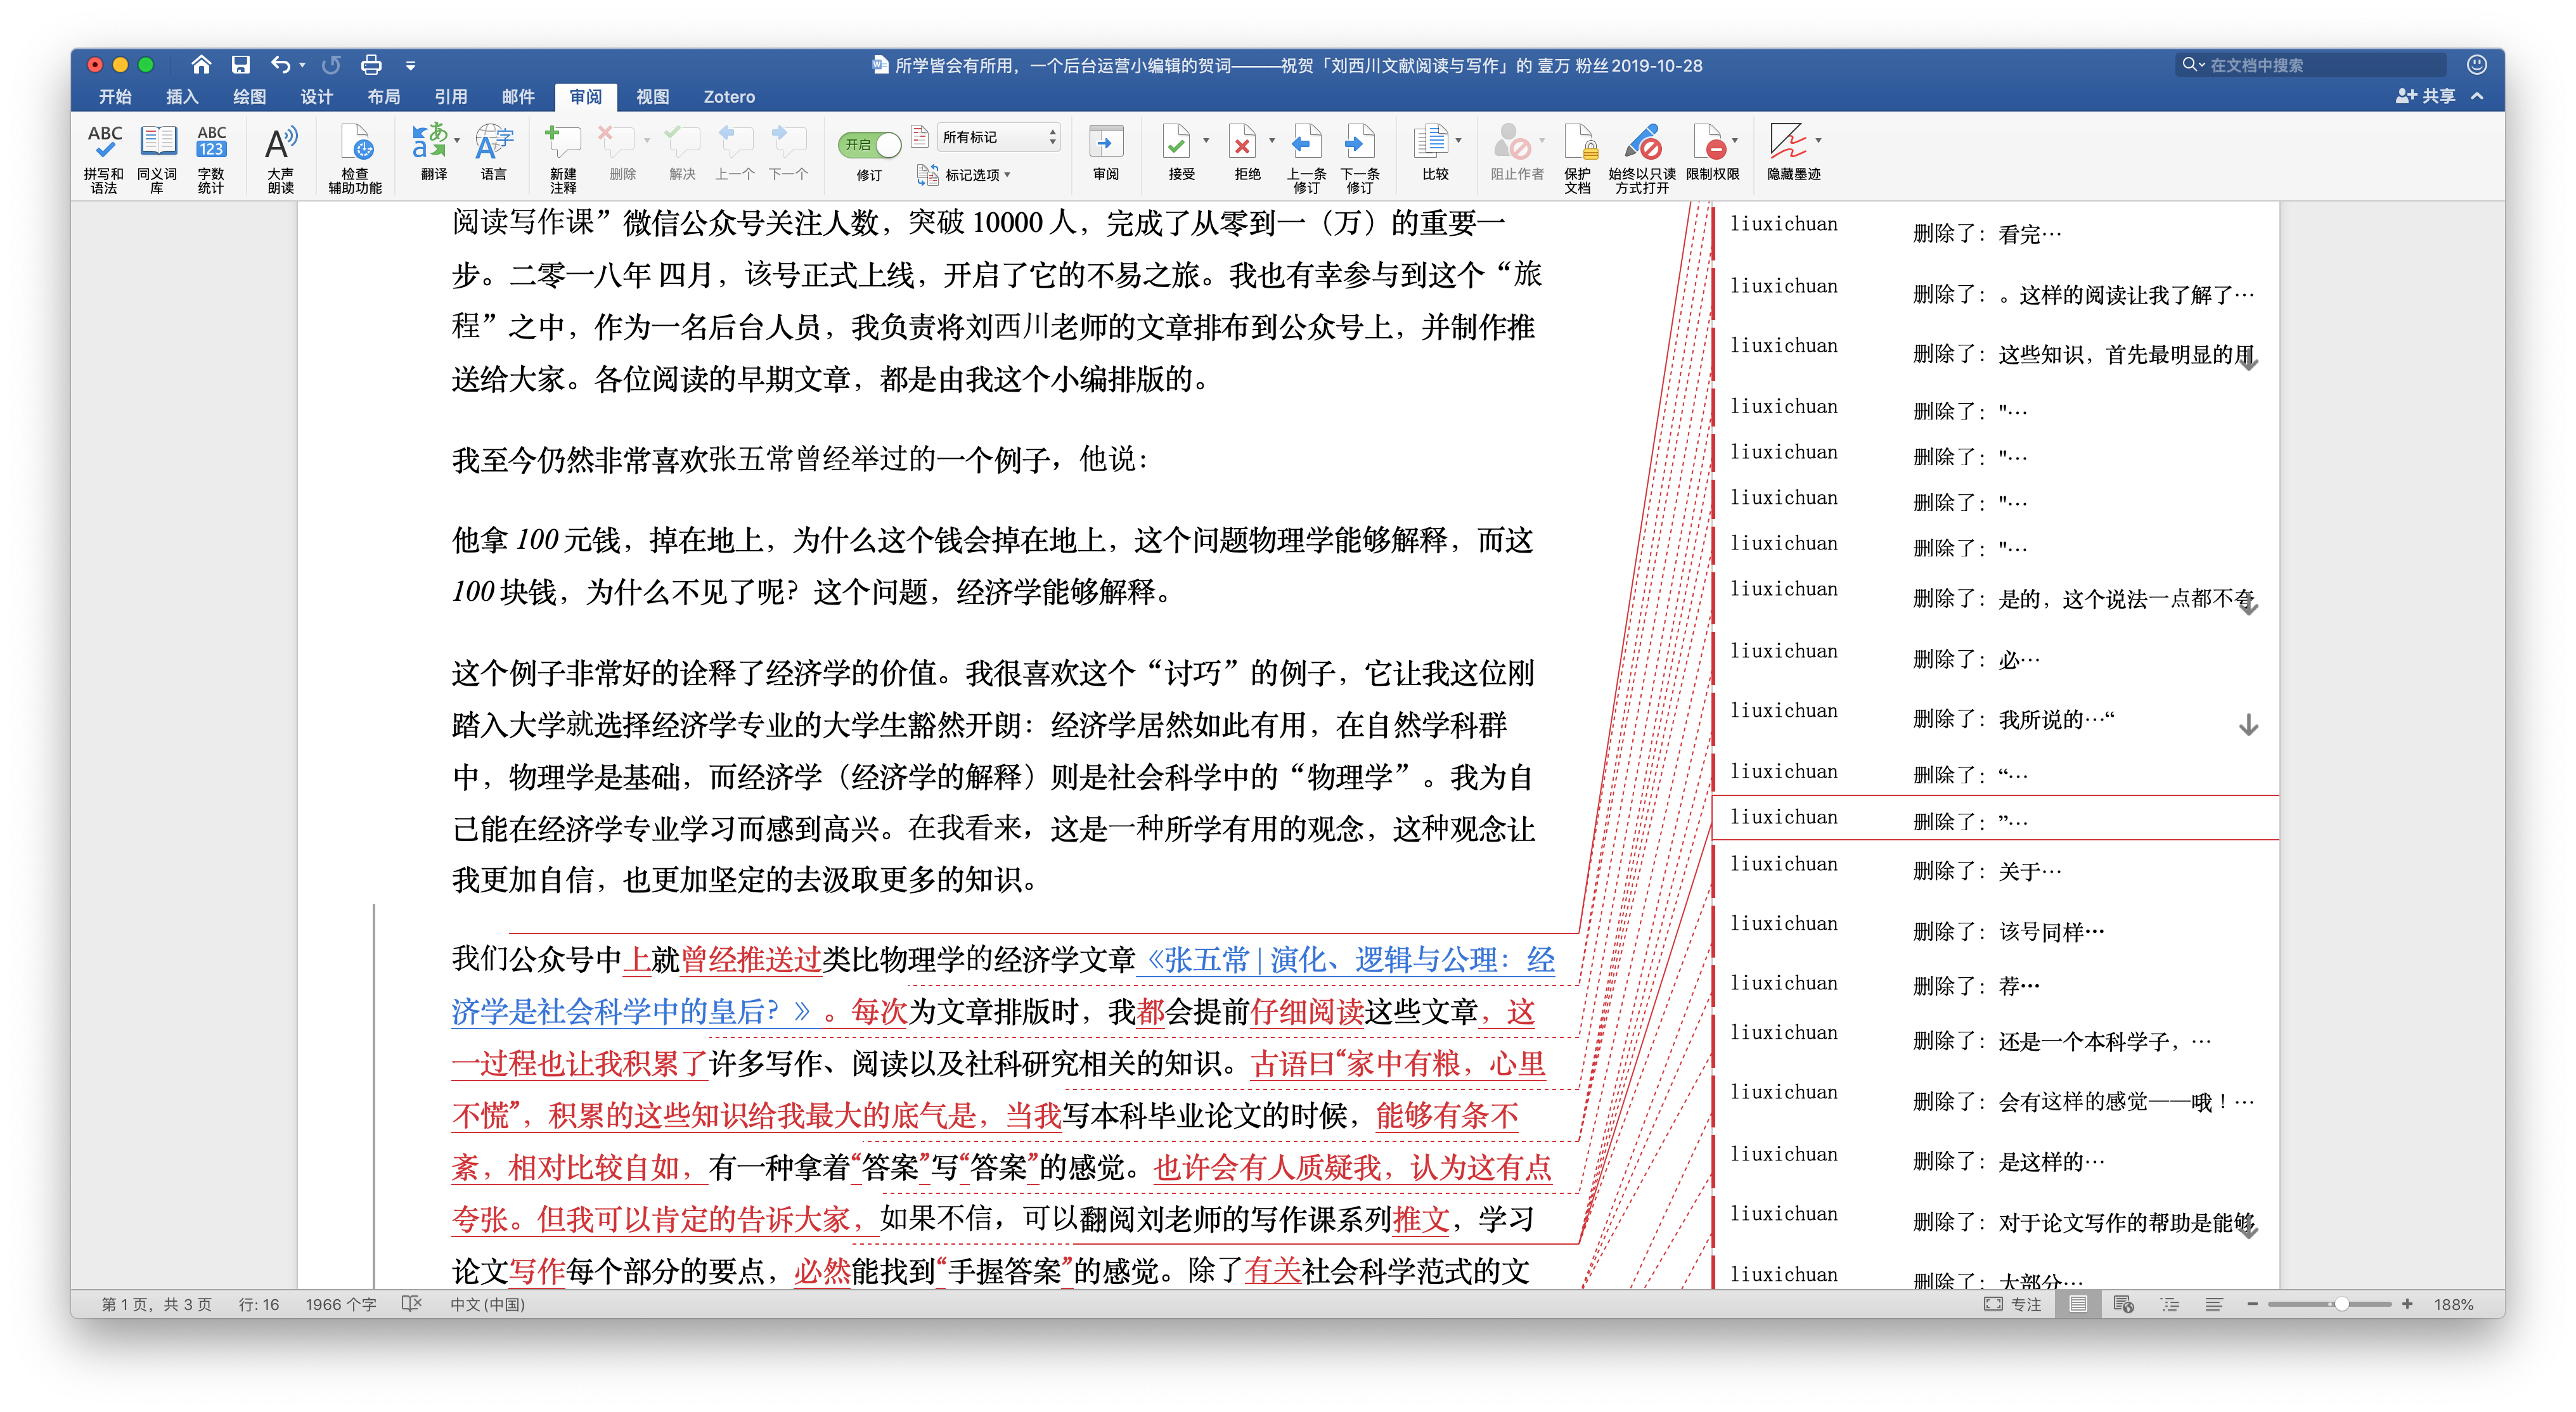 所学皆会有所用，一个后台运营小编辑的贺词———祝贺「刘西川文献阅读与写作」的 壹万 粉丝2019-10-28
在文档中搜索
开始 插入 绘图 设计 布局 引用 邮件 审阅 视图 Zotero
共享
ABC
ABC
123
拼写和
语法
同义词
库
字数
统计
大声
朗读
检查
辅助功能
翻译
语言
新建
注释
删除
解决
上一个
下一个
开启
修订
所有标记
标记选项
审阅
接受
拒绝
上一条
修订
下一条
修订
比较
阻止作者
保护
文档
始终以只读
方式打开
限制权限
隐藏墨迹
阅读写作课”微信公众号关注人数，突破 10000 人，完成了从零到一（万）的重要一
步。二零一八年 四月，该号正式上线，开启了它的不易之旅。我也有幸参与到这个“旅
程”之中，作为一名后台人员，我负责将刘西川老师的文章排布到公众号上，并制作推
送给大家。各位阅读的早期文章，都是由我这个小编排版的。
我至今仍然非常喜欢张五常曾经举过的一个例子，他说：
他拿 100 元钱，掉在地上，为什么这个钱会掉在地上，这个问题物理学能够解释，而这
100 块钱，为什么不见了呢？这个问题，经济学能够解释。
这个例子非常好的诠释了经济学的价值。我很喜欢这个“讨巧”的例子，它让我这位刚
踏入大学就选择经济学专业的大学生豁然开朗：经济学居然如此有用，在自然学科群
中，物理学是基础，而经济学（经济学的解释）则是社会科学中的“物理学”。我为自
己能在经济学专业学习而感到高兴。在我看来，这是一种所学有用的观念，这种观念让
我更加自信，也更加坚定的去汲取更多的知识。
我们公众号中上就曾经推送过类比物理学的经济学文章《张五常 | 演化、逻辑与公理：经
济学是社会科学中的皇后？》。每次为文章排版时，我都会提前仔细阅读这些文章，这
一过程也让我积累了许多写作、阅读以及社科研究相关的知识。古语曰“家中有粮，心里
不慌”，积累的这些知识给我最大的底气是，当我写本科毕业论文的时候，能够有条不
紊，相对比较自如，有一种拿着“答案”写“答案”的感觉。也许会有人质疑我，认为这有点
夸张。但我可以肯定的告诉大家，如果不信，可以翻阅刘老师的写作课系列推文，学习
论文写作每个部分的要点，必然能找到“手握答案”的感觉。除了有关社会科学范式的文
liuxichuan 删除了：看完…
liuxichuan 删除了：。这样的阅读让我了解了…
liuxichuan 删除了：这些知识，首先最明显的用
liuxichuan 删除了："…
liuxichuan 删除了："…
liuxichuan 删除了："…
liuxichuan 删除了："…
liuxichuan 删除了：是的，这个说法一点都不夸
liuxichuan 删除了：必…
liuxichuan 删除了：我所说的…“
liuxichuan 删除了：“…
liuxichuan 删除了：”…
liuxichuan 删除了：关于…
liuxichuan 删除了：该号同样…
liuxichuan 删除了：荐…
liuxichuan 删除了：还是一个本科学子，…
liuxichuan 删除了：会有这样的感觉——哦！…
liuxichuan 删除了：是这样的…
liuxichuan 删除了：对于论文写作的帮助是能够
liuxichuan 删除了：大部分…
第 1 页，共 3 页 行: 16 1966 个字 中文 (中国) 专注 188%